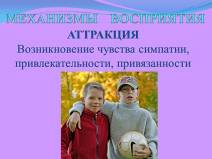 МЕХАНИЗМЫ ВОСПРИЯТИЯ
АТТРАКЦИЯ
Возникновение чувства симпатии,
привлекательности, привязанности